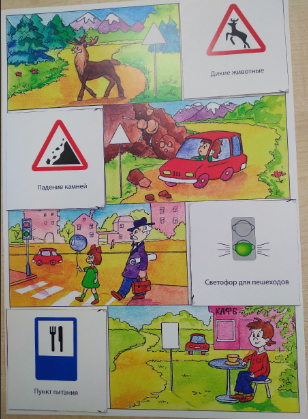 Дикие животные
Падение камней
Светофор для пешеходов
КАФЕ
Пункт питания